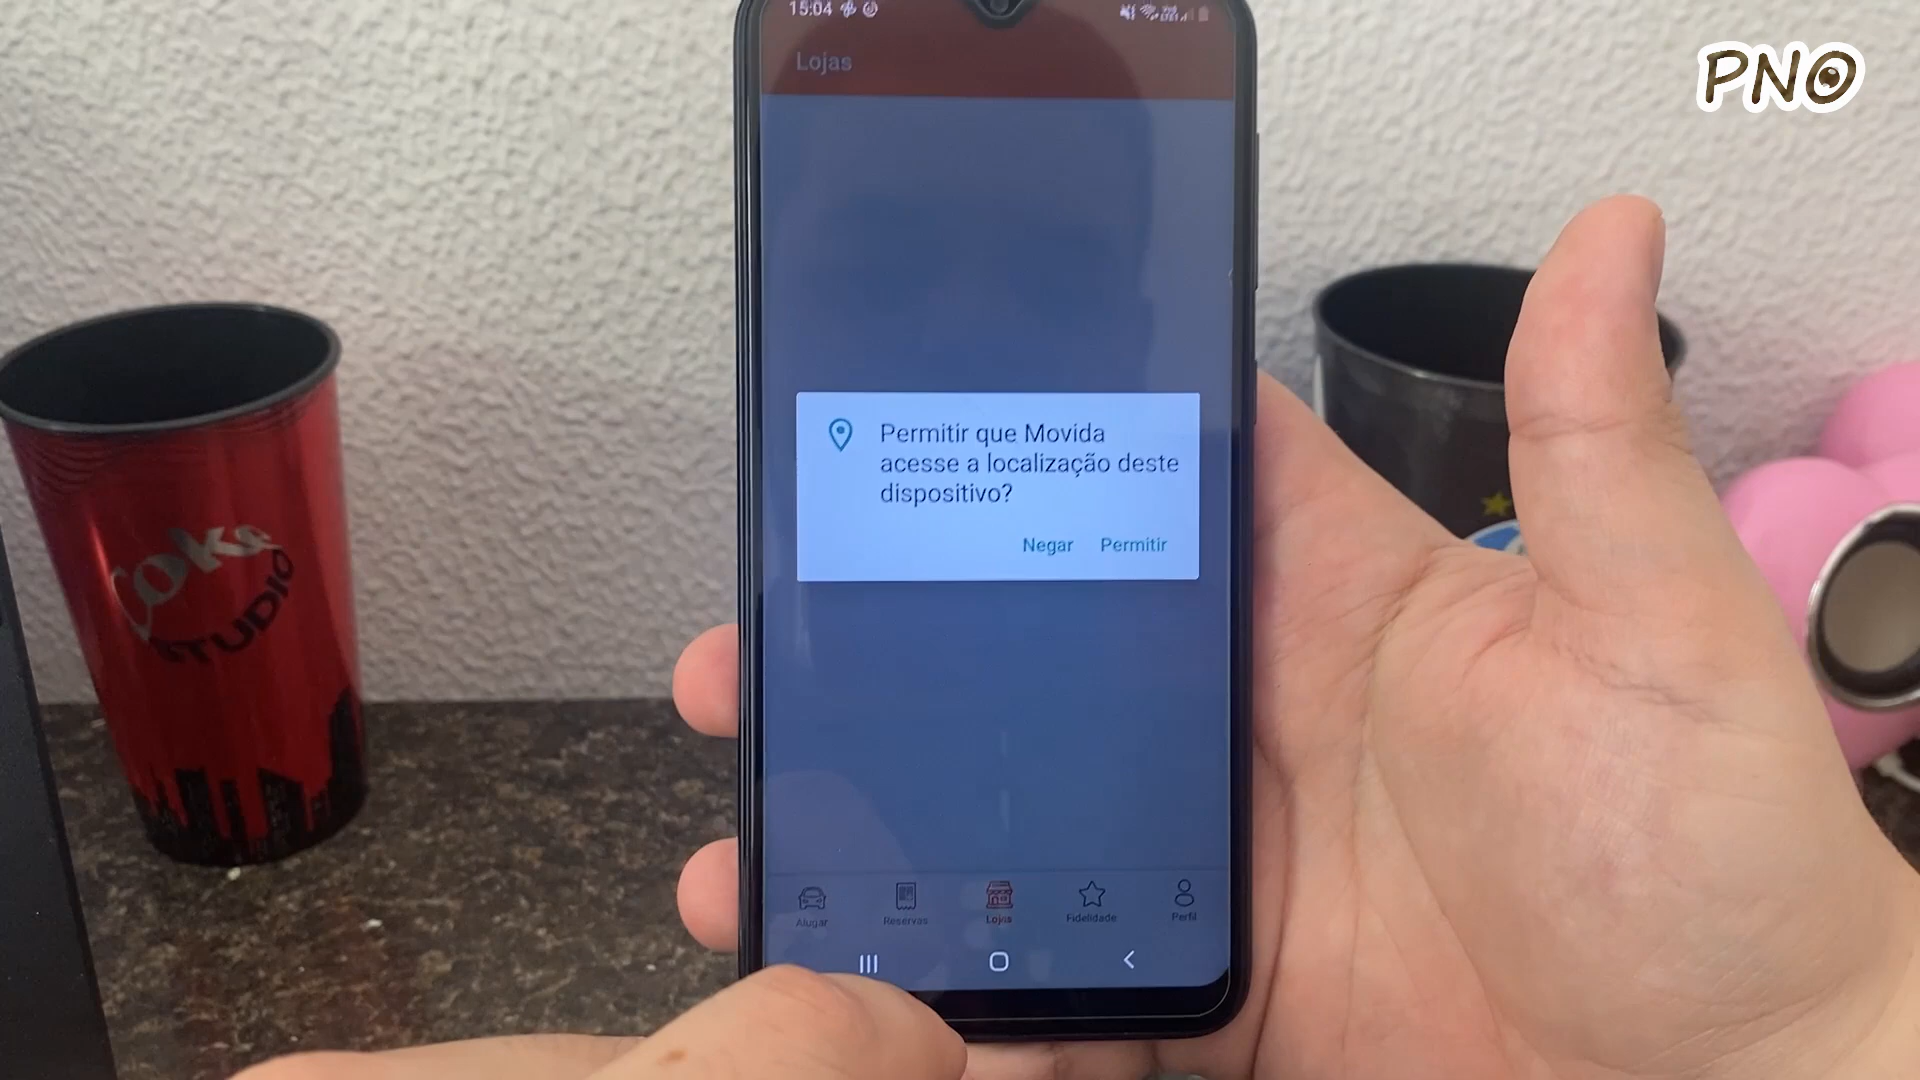 15:04
Lojas
PNO
Permitir que Movida
acesse a localização deste
dispositivo?
Negar Permitir
Coke
STUDIO
Alugar Reservas Lojas Fidelidade Perfil